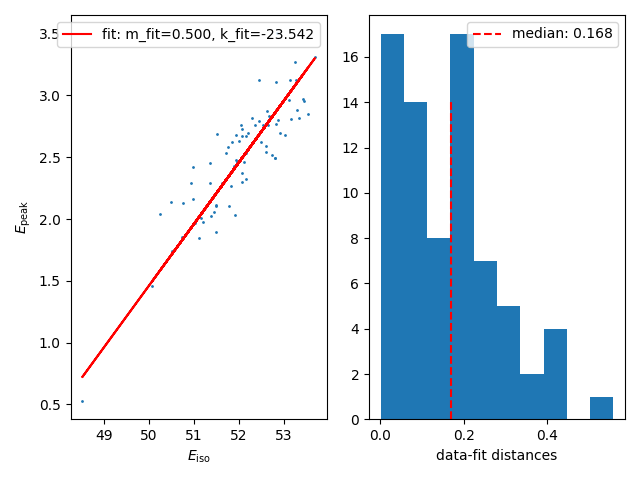 fit: m_fit=0.500, k_fit=-23.542
3.5
3.0
2.5
2.0
1.5
1.0
0.5
E_peak
49 50 51 52 53
E_iso
median: 0.168
16
14
12
10
8
6
4
2
0
0.0 0.2 0.4
data-fit distances